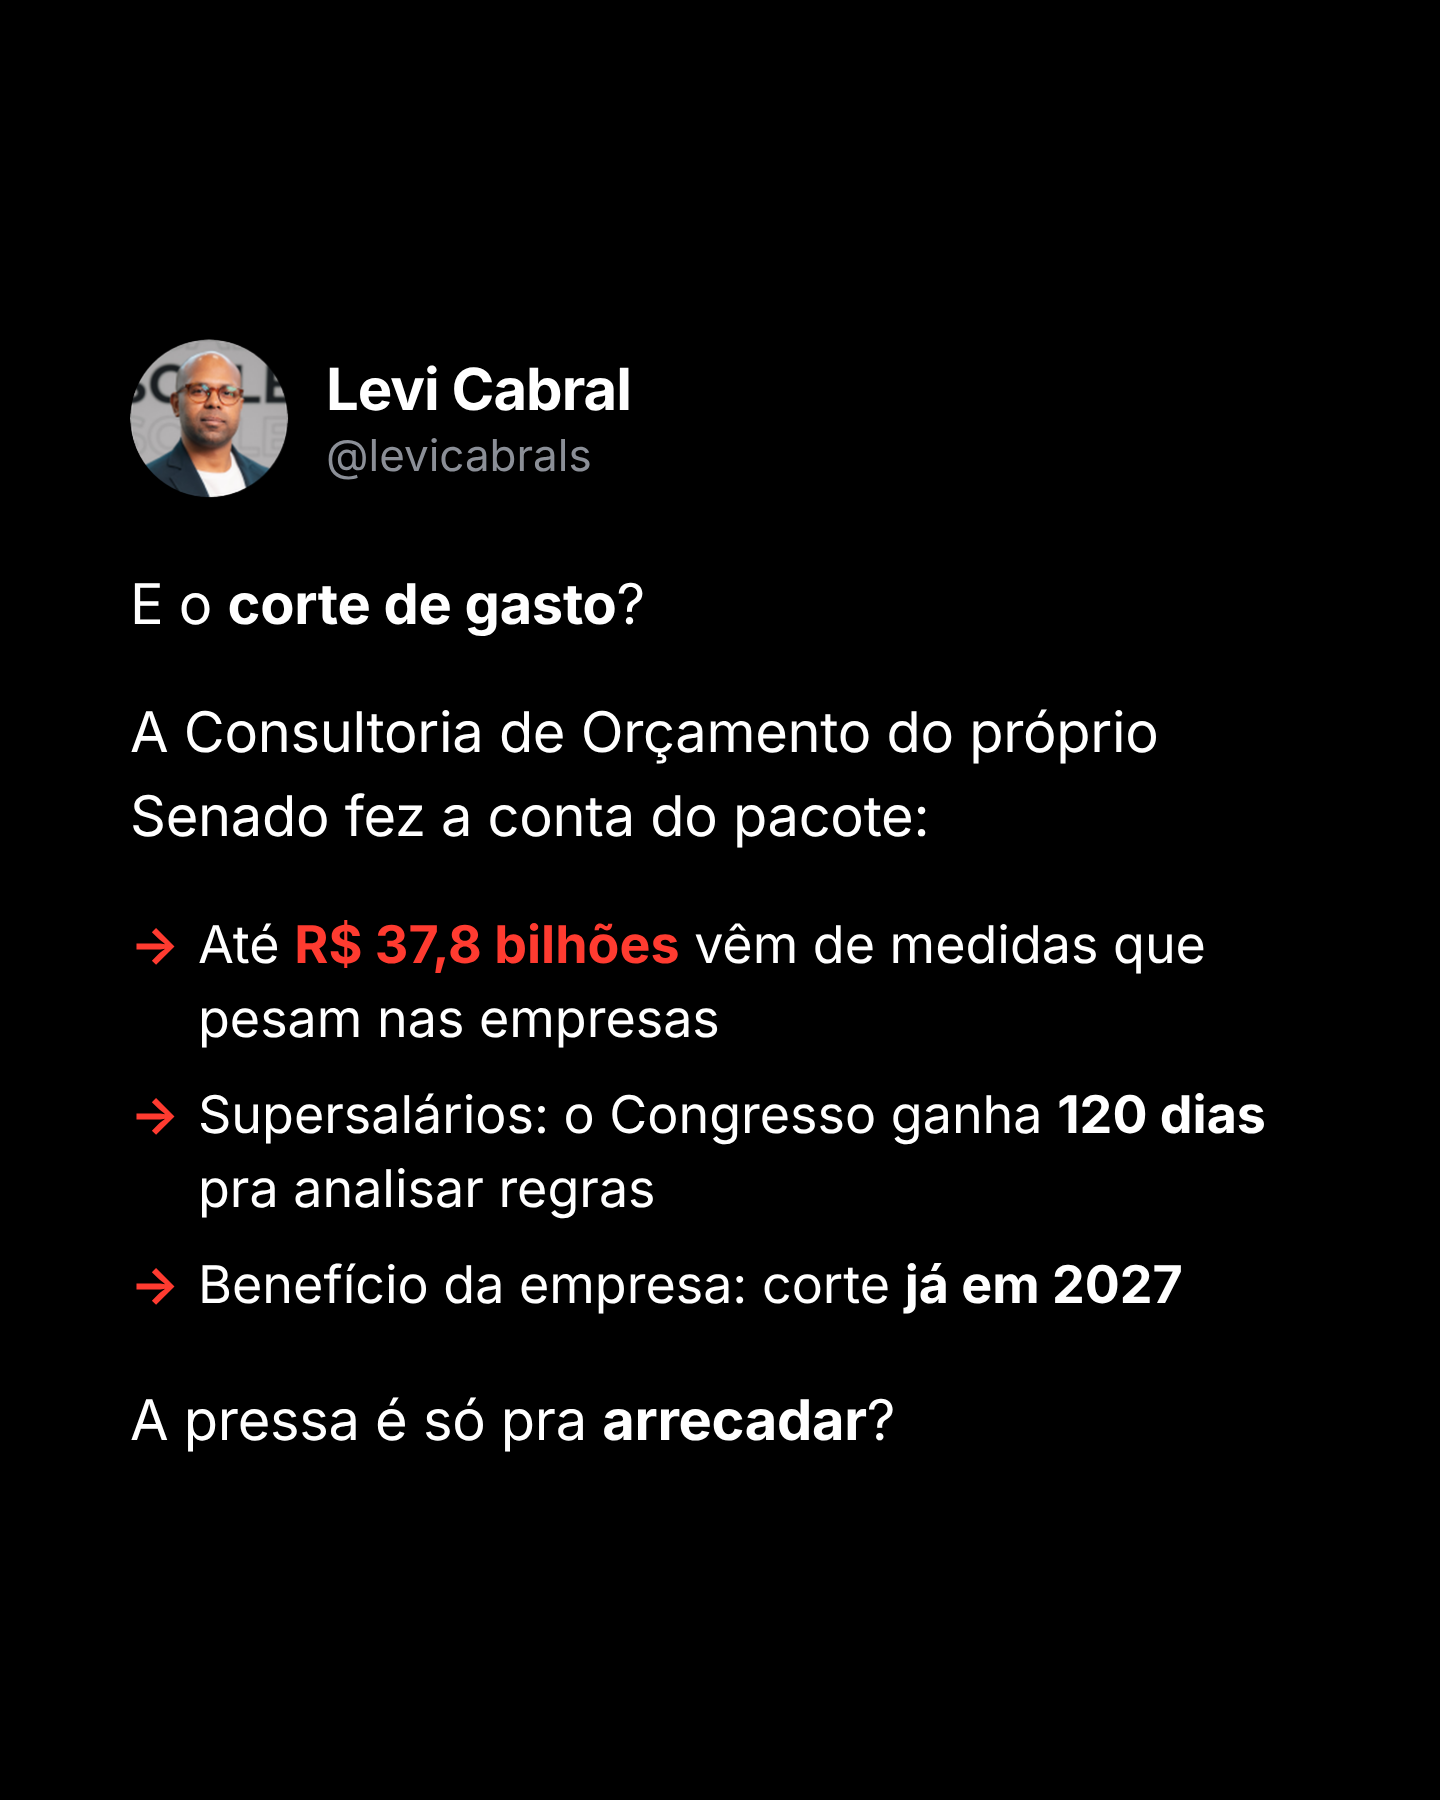 Levi Cabral
@levicabrals
E o corte de gasto?
A Consultoria de Orçamento do próprio
Senado fez a conta do pacote:
→ Até R$ 37,8 bilhões vêm de medidas que
pesam nas empresas
→ Supersalários: o Congresso ganha 120 dias
pra analisar regras
→ Benefício da empresa: corte já em 2027
A pressa é só pra arrecadar?